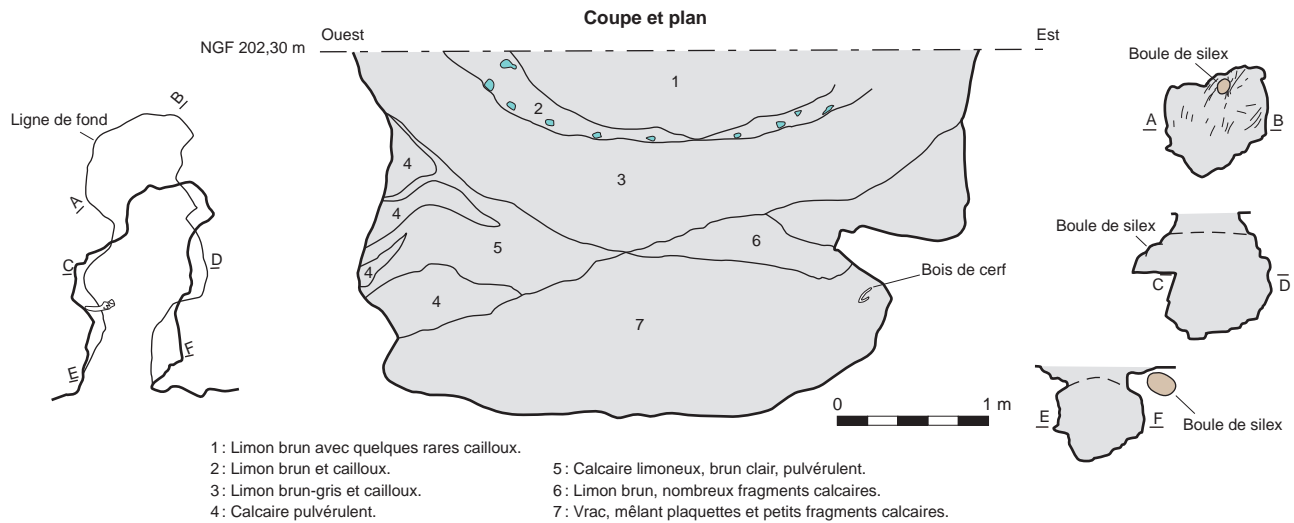 Coupe et plan
NGF 202,30 m
Ouest
Est
Ligne de fond
B
A
C
D
F
E
1
2
3
4
4
5
4
4
6
7
Bois de cerf
0
1 m
Boule de silex
A
B
Boule de silex
C
D
E
F
Boule de silex
1 : Limon brun avec quelques rares cailloux.
2 : Limon brun et cailloux.
3 : Limon brun-gris et cailloux.
4 : Calcaire pulvérulent.
5 : Calcaire limoneux, brun clair, pulvérulent.
6 : Limon brun, nombreux fragments calcaires.
7 : Vrac, mêlant plaquettes et petits fragments calcaires.